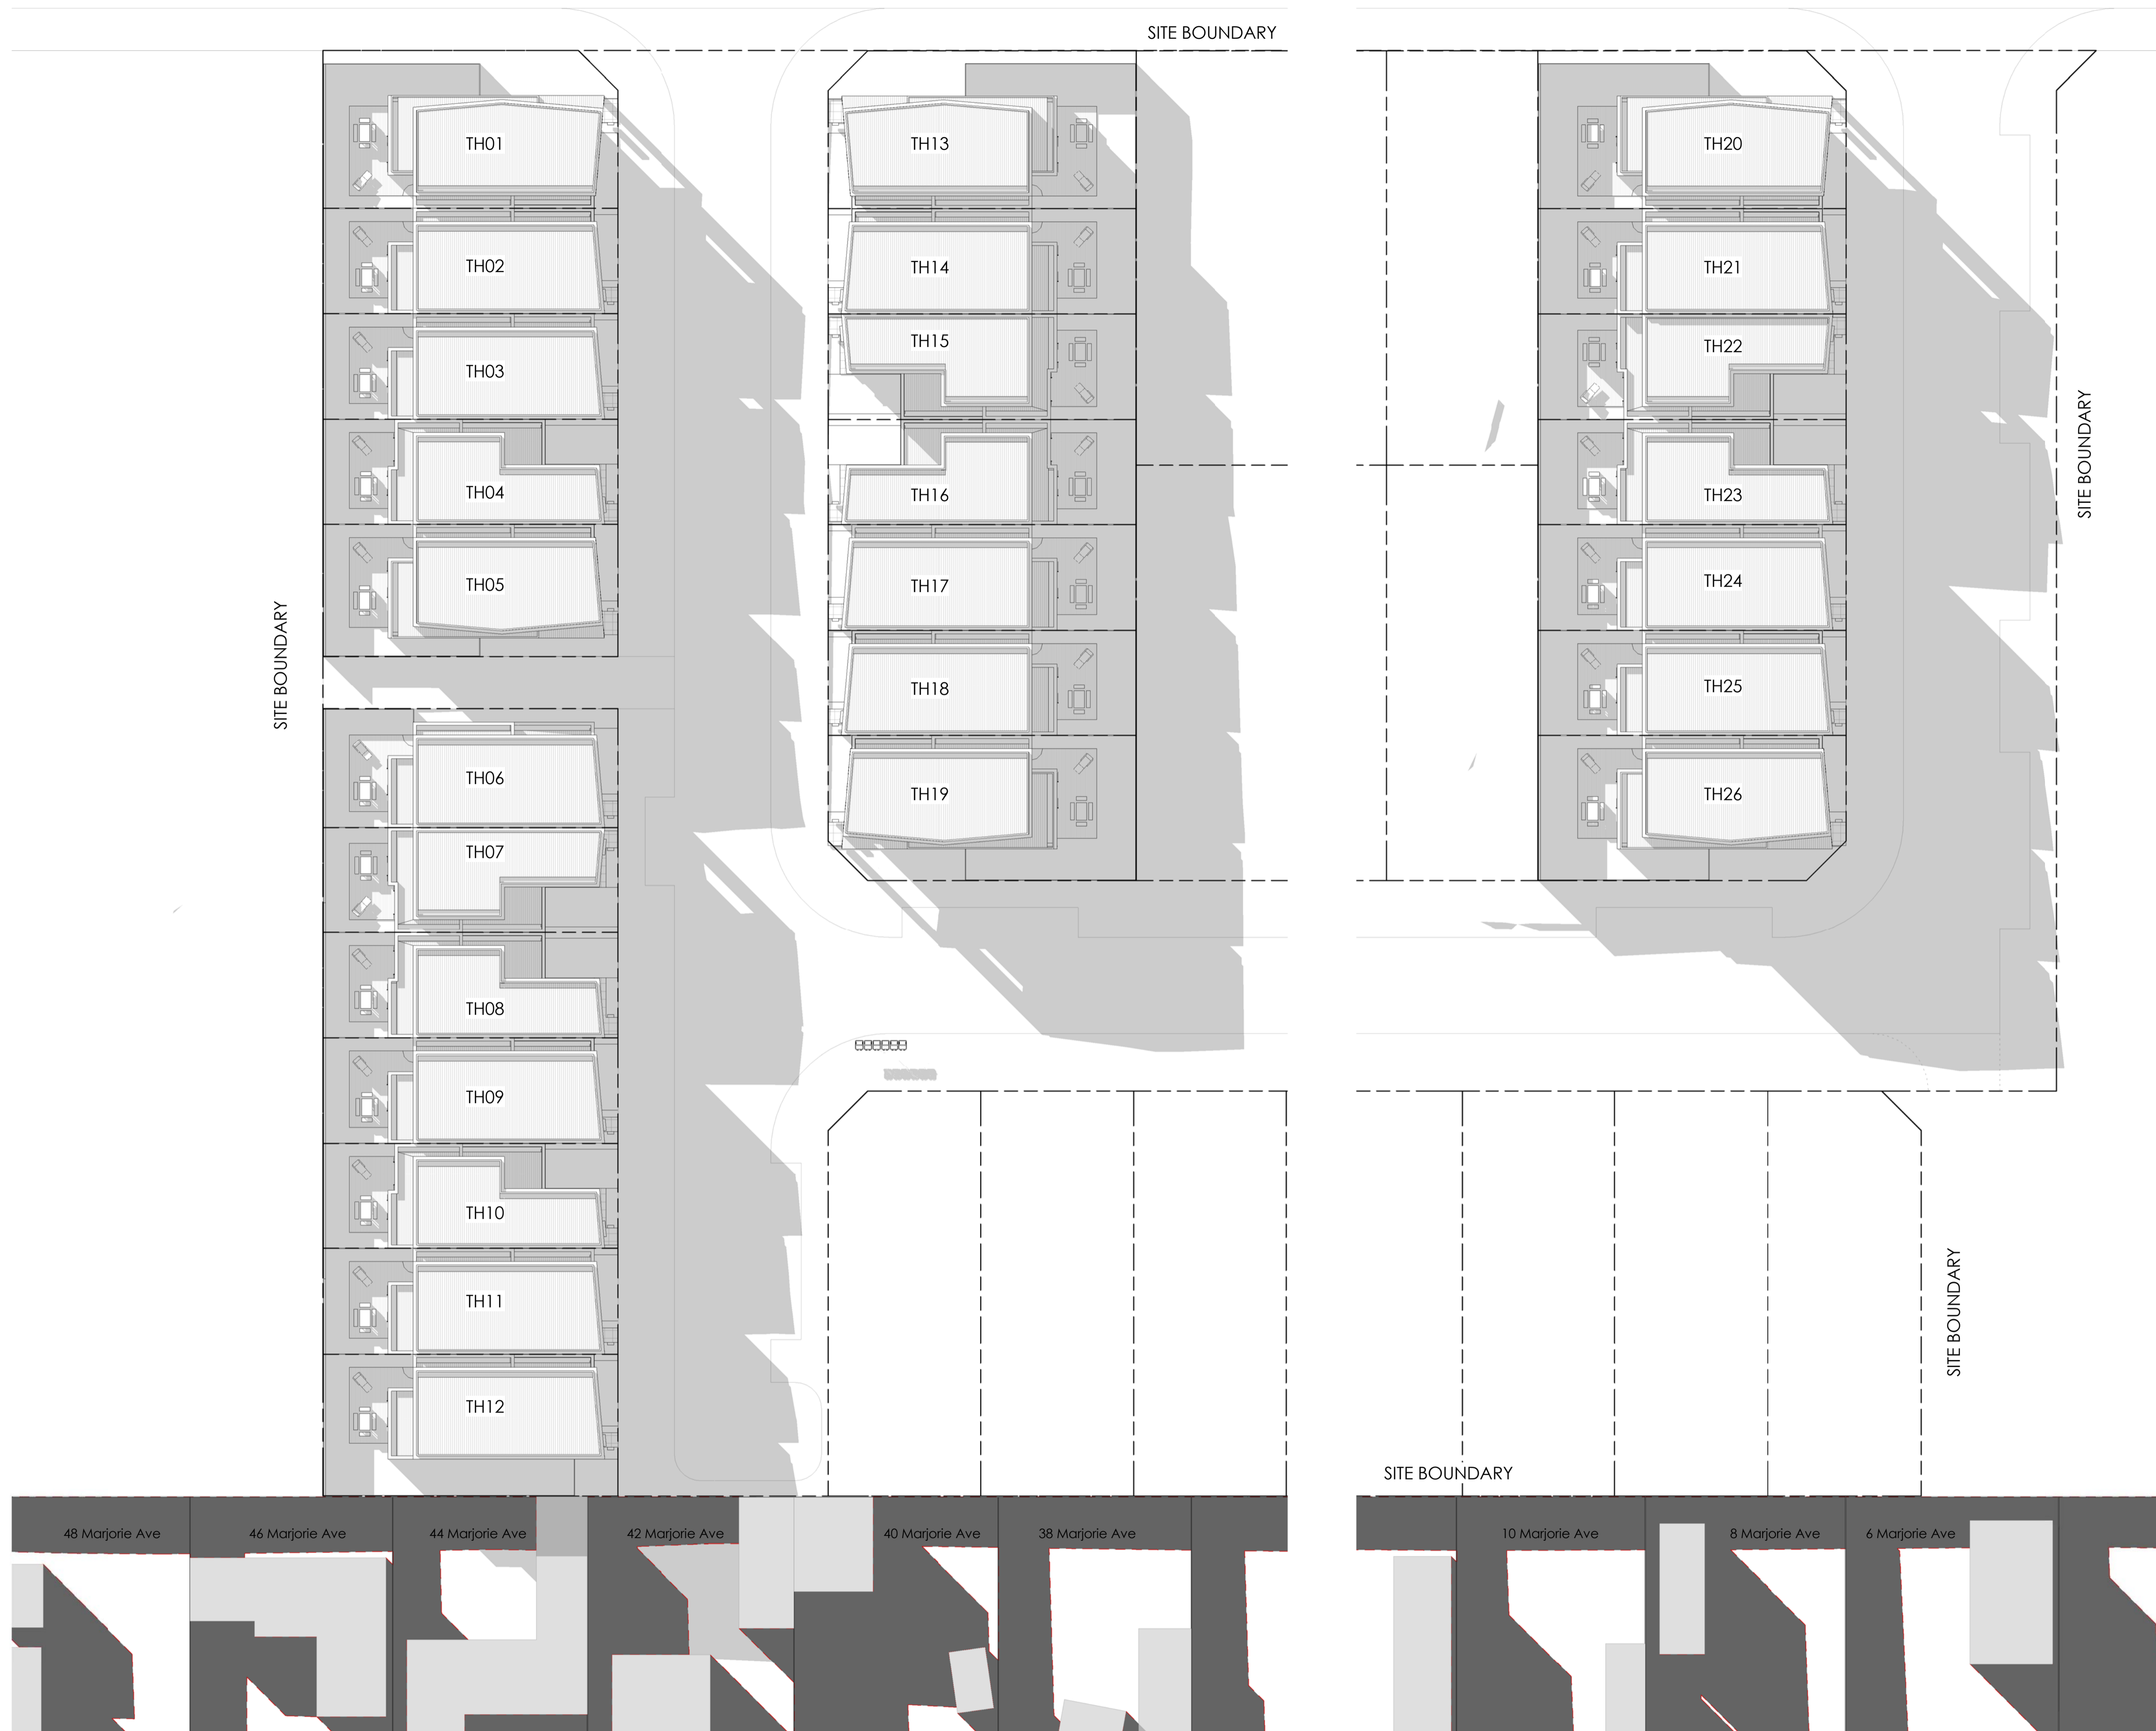 SITE BOUNDARY
TH01
TH13
TH20
TH02
TH14
TH21
TH15
TH22
TH03
SITE BOUNDARY
TH04
TH16
TH23
TH05
TH17
TH24
SITE BOUNDARY
TH18
TH25
TH06
TH19
TH26
TH07
TH08
TH09
TH10
TH11
SITE BOUNDARY
TH12
SITE BOUNDARY
48 Marjorie Ave
46 Marjorie Ave
44 Marjorie Ave
42 Marjorie Ave
40 Marjorie Ave
38 Marjorie Ave
10 Marjorie Ave
8 Marjorie Ave
6 Marjorie Ave